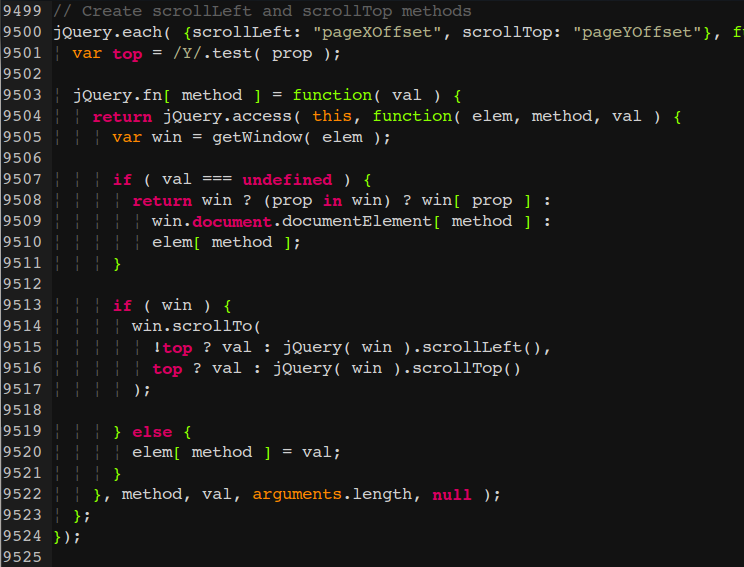 9499 // Create scrollLeft and scrollTop methods
9500 jQuery.each( {scrollLeft: "pageXOffset", scrollTop: "pageYOffset"}, f
9501 var top = /Y/.test( prop );
9502
9503 jQuery.fn[ method ] = function( val ) {
9504 return jQuery.access( this, function( elem, method, val ) {
9505 var win = getWindow( elem );
9506
9507 if ( val === undefined ) {
9508 return win ? (prop in win) ? win[ prop ] :
9509 win.document.documentElement[ method ] :
9510 elem[ method ];
9511 }
9512
9513 if ( win ) {
9514 win.scrollTo(
9515 !top ? val : jQuery( win ).scrollLeft(),
9516 top ? val : jQuery( win ).scrollTop()
9517 );
9518
9519 } else {
9520 elem[ method ] = val;
9521 }
9522 }, method, val, arguments.length, null );
9523 };
9524 });
9525